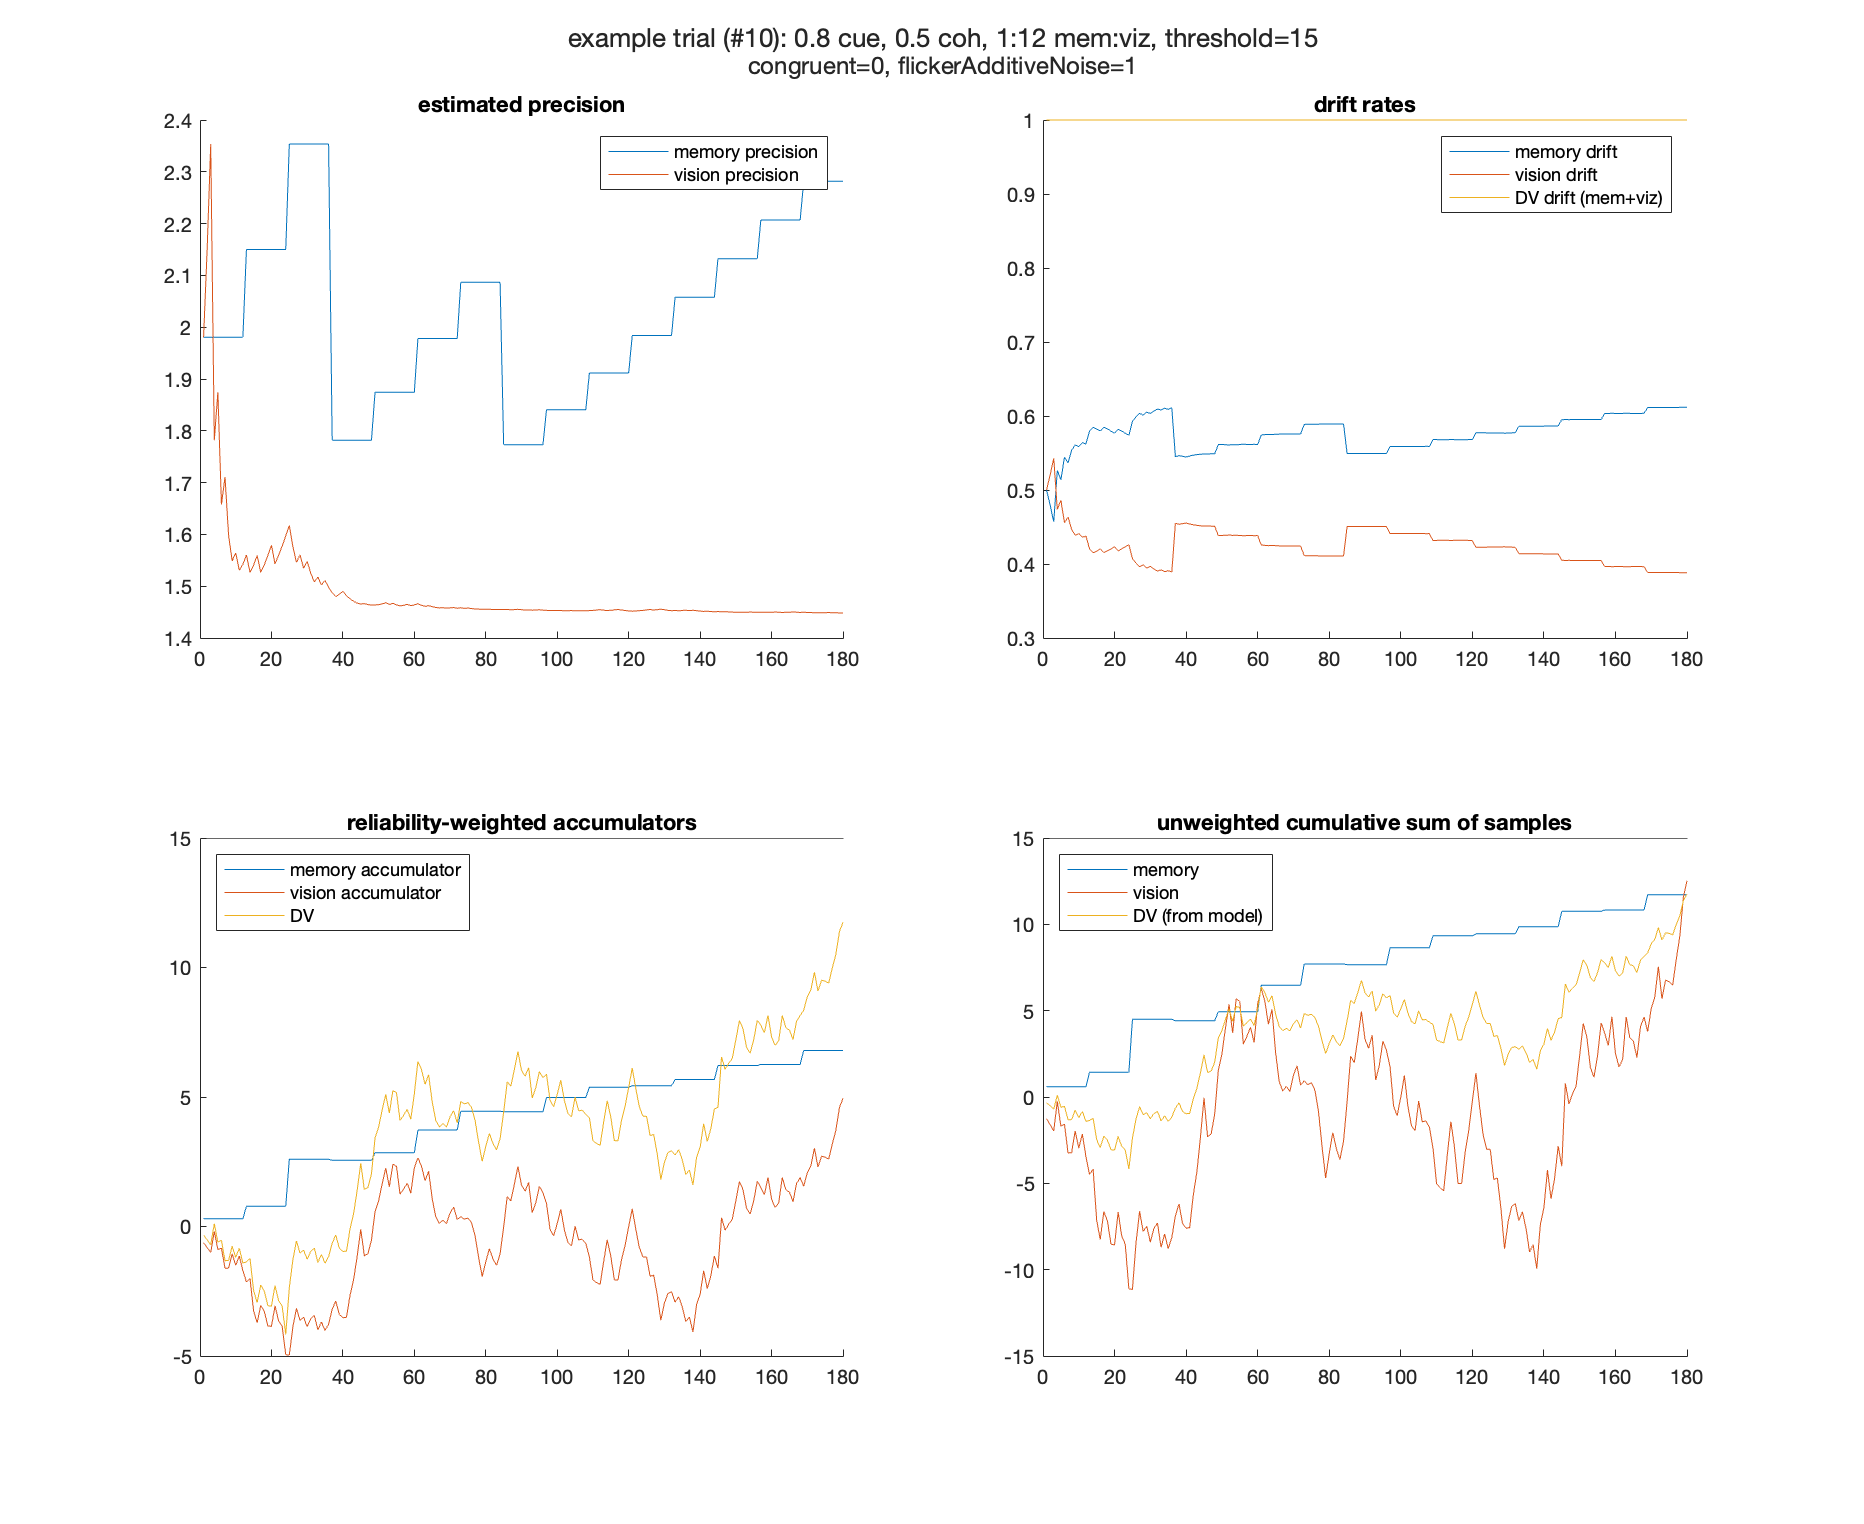 example trial (#10): 0.8 cue, 0.5 coh, 1:12 mem:viz, threshold=15
congruent=0, flickerAdditiveNoise=1
estimated precision
2.4
2.3
2.2
2.1
2
1.9
1.8
1.7
1.6
1.5
1.4
0 20 40 60 80 100 120 140 160 180
memory precision
vision precision
drift rates
1
0.9
0.8
0.7
0.6
0.5
0.4
0.3
0 20 40 60 80 100 120 140 160 180
memory drift
vision drift
DV drift (mem+viz)
reliability-weighted accumulators
15
10
5
0
-5
0 20 40 60 80 100 120 140 160 180
memory accumulator
vision accumulator
DV
unweighted cumulative sum of samples
15
10
5
0
-5
-10
-15
0 20 40 60 80 100 120 140 160 180
memory
vision
DV (from model)